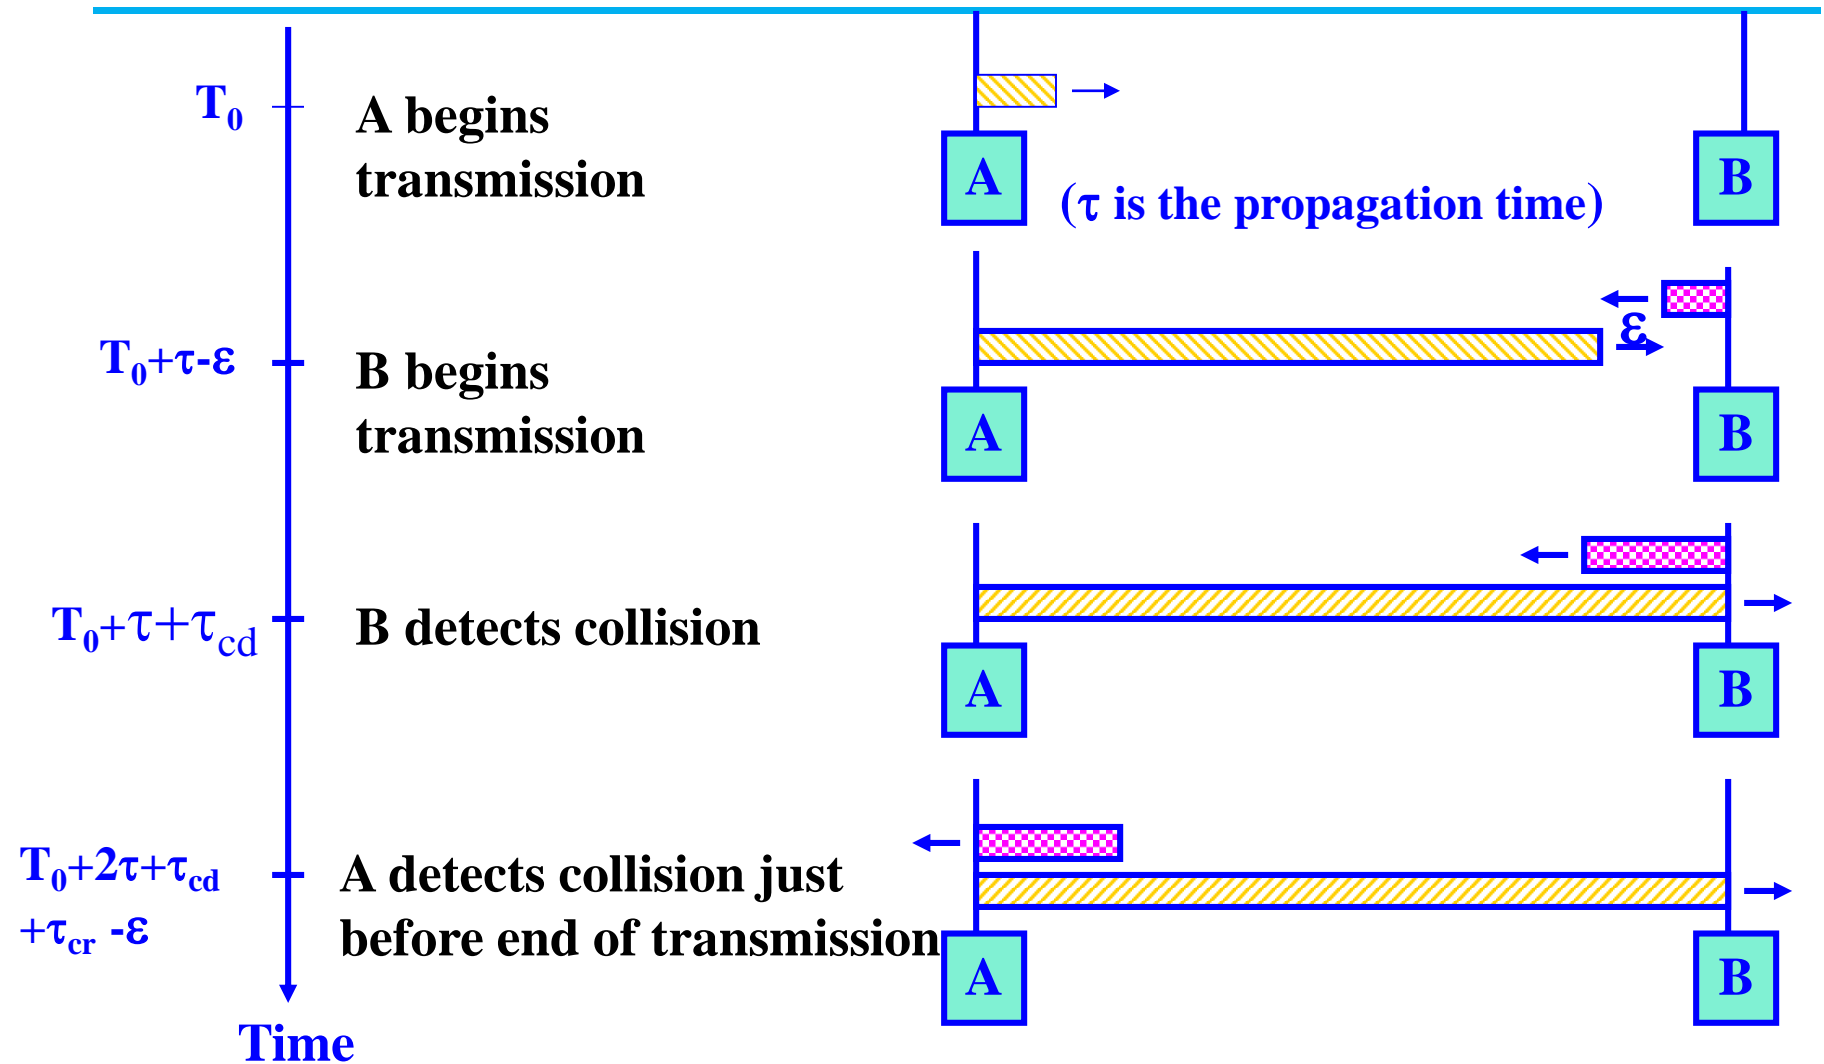 T₀
A begins
transmission
A
(τ is the propagation time)
B
T₀+τ-ε
B begins
transmission
ε
A
B
T₀+τ+τcd
B detects collision
A
B
T₀+2τ+τcd
+τcr -ε
A detects collision just
before end of transmission
A
B
Time